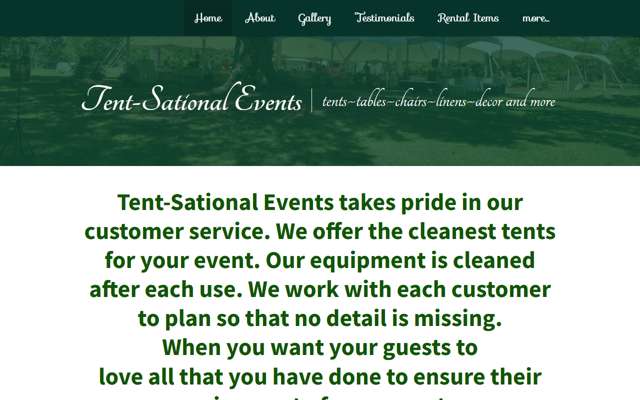 Home About Gallery Testimonials Rental Items more..
Tent-Sational Events | tents~tables~chairs~linens~decor and more
Tent-Sational Events takes pride in our
customer service. We offer the cleanest tents
for your event. Our equipment is cleaned
after each use. We work with each customer
to plan so that no detail is missing.
When you want your guests to
love all that you have done to ensure their